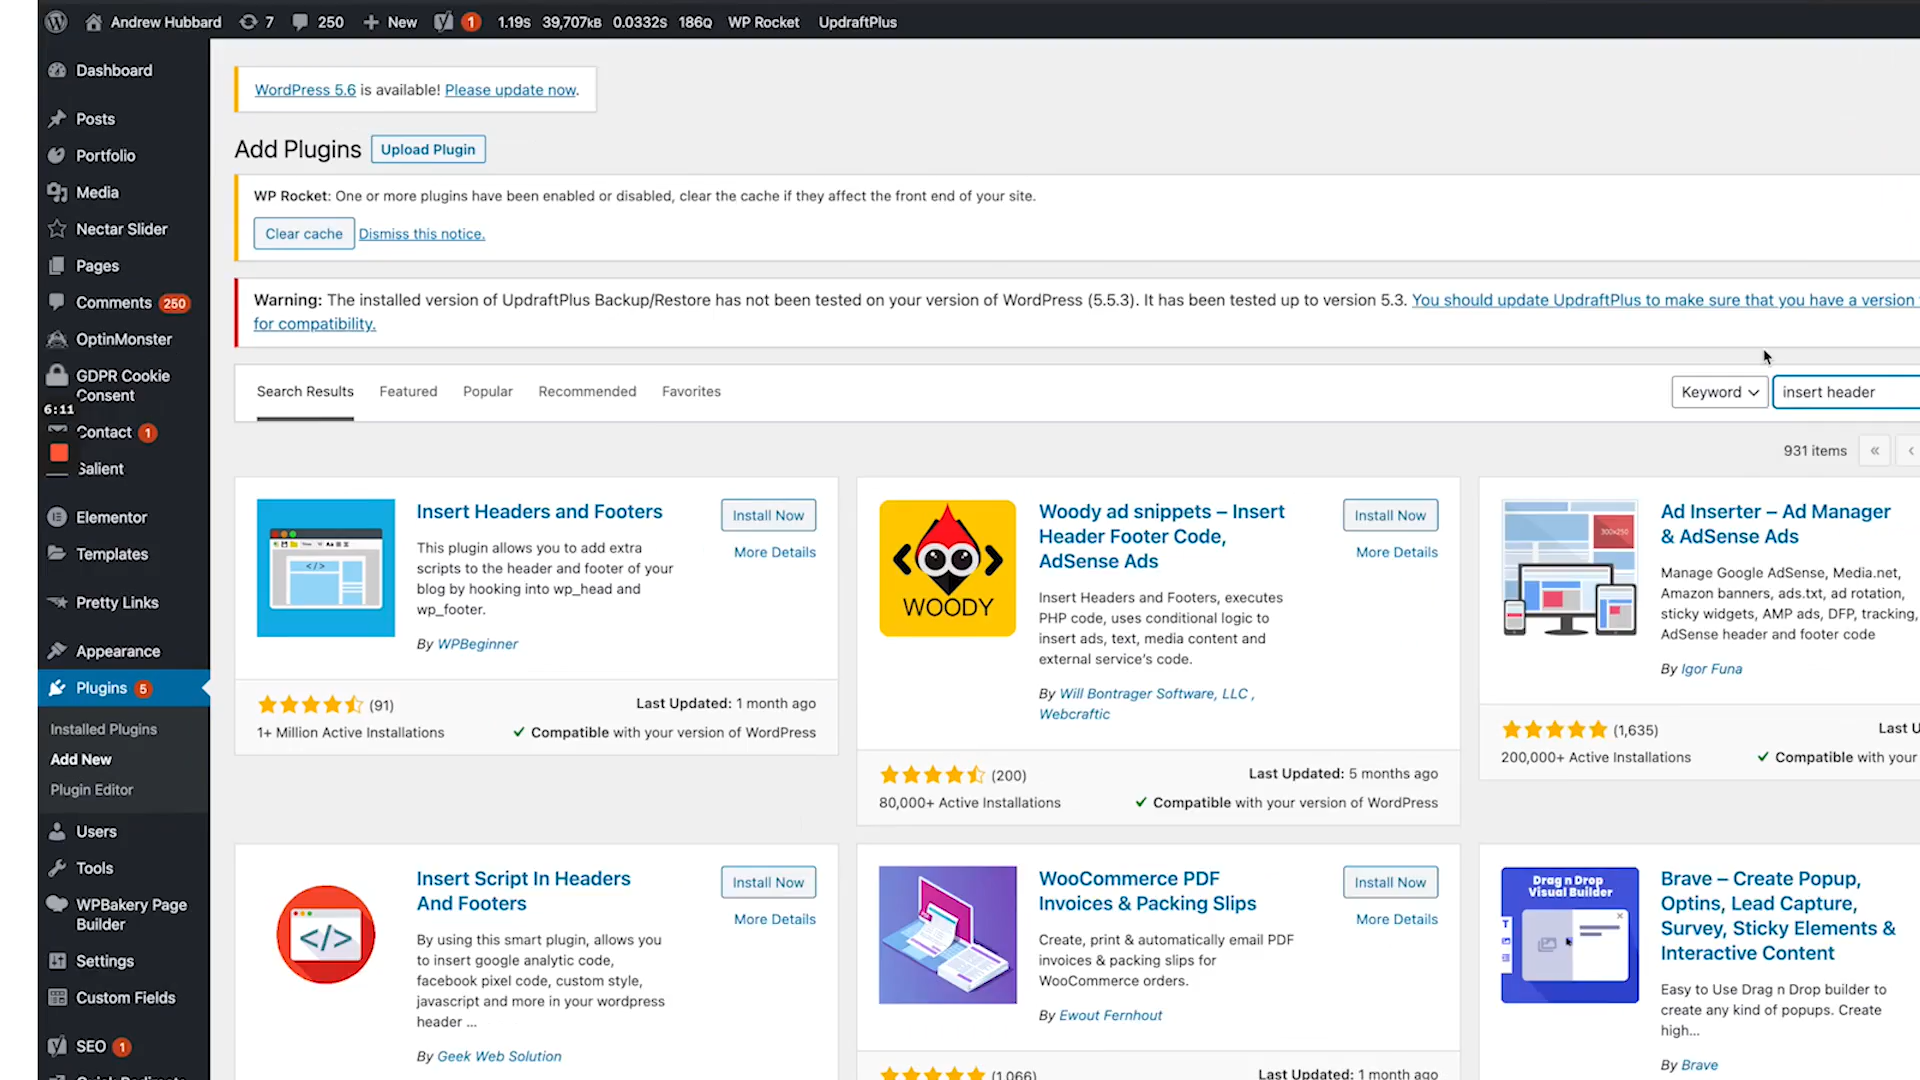 Andrew Hubbard 7 250 New 1 1.19s 39,707kB 0.0332s 186Q WP Rocket UpdraftPlus
Dashboard
Posts
Portfolio
Media
Nectar Slider
Pages
Comments 250
OptinMonster
GDPR Cookie
Consent
6:11
Contact 1
Salient
Elementor
Templates
Pretty Links
Appearance
Plugins 5
Installed Plugins
Add New
Plugin Editor
Users
Tools
WPBakery Page
Builder
Settings
Custom Fields
SEO 1
WordPress 5.6 is available! Please update now.
Add Plugins Upload Plugin
WP Rocket: One or more plugins have been enabled or disabled, clear the cache if they affect the front end of your site.
Clear cache Dismiss this notice.
Warning: The installed version of UpdraftPlus Backup/Restore has not been tested on your version of WordPress (5.5.3). It has been tested up to version 5.3. You should update UpdraftPlus to make sure that you have a version
for compatibility.
Search Results Featured Popular Recommended Favorites Keyword insert header
931 items « ‹
Insert Headers and Footers
Install Now
More Details
This plugin allows you to add extra
scripts to the header and footer of your
blog by hooking into wp_head and
wp_footer.
By WPBeginner
(91)
Last Updated: 1 month ago
1+ Million Active Installations
Compatible with your version of WordPress
WOODY
Woody ad snippets – Insert
Header Footer Code,
AdSense Ads
Install Now
More Details
Insert Headers and Footers, executes
PHP code, uses conditional logic to
insert ads, text, media content and
external service's code.
By Will Bontrager Software, LLC ,
Webcraftic
(200)
Last Updated: 5 months ago
80,000+ Active Installations
Compatible with your version of WordPress
300x250
Ad Inserter – Ad Manager
& AdSense Ads
Manage Google AdSense, Media.net,
Amazon banners, ads.txt, ad rotation,
sticky widgets, AMP ads, DFP, tracking,
AdSense header and footer code
By Igor Funa
(1,635)
Last U
200,000+ Active Installations
Compatible with your
</>
Insert Script In Headers
And Footers
Install Now
More Details
By using this smart plugin, allows you
to insert google analytic code,
facebook pixel code, custom style,
javascript and more in your wordpress
header ...
By Geek Web Solution
WooCommerce PDF
Invoices & Packing Slips
Install Now
More Details
Create, print & automatically email PDF
invoices & packing slips for
WooCommerce orders.
By Ewout Fernhout
(1,066)
Last Updated: 1 month ago
Drag n Drop
Visual Builder
Brave – Create Popup,
Optins, Lead Capture,
Survey, Sticky Elements &
Interactive Content
Easy to Use Drag n Drop builder to
create any kind of popups. Create
high...
By Brave